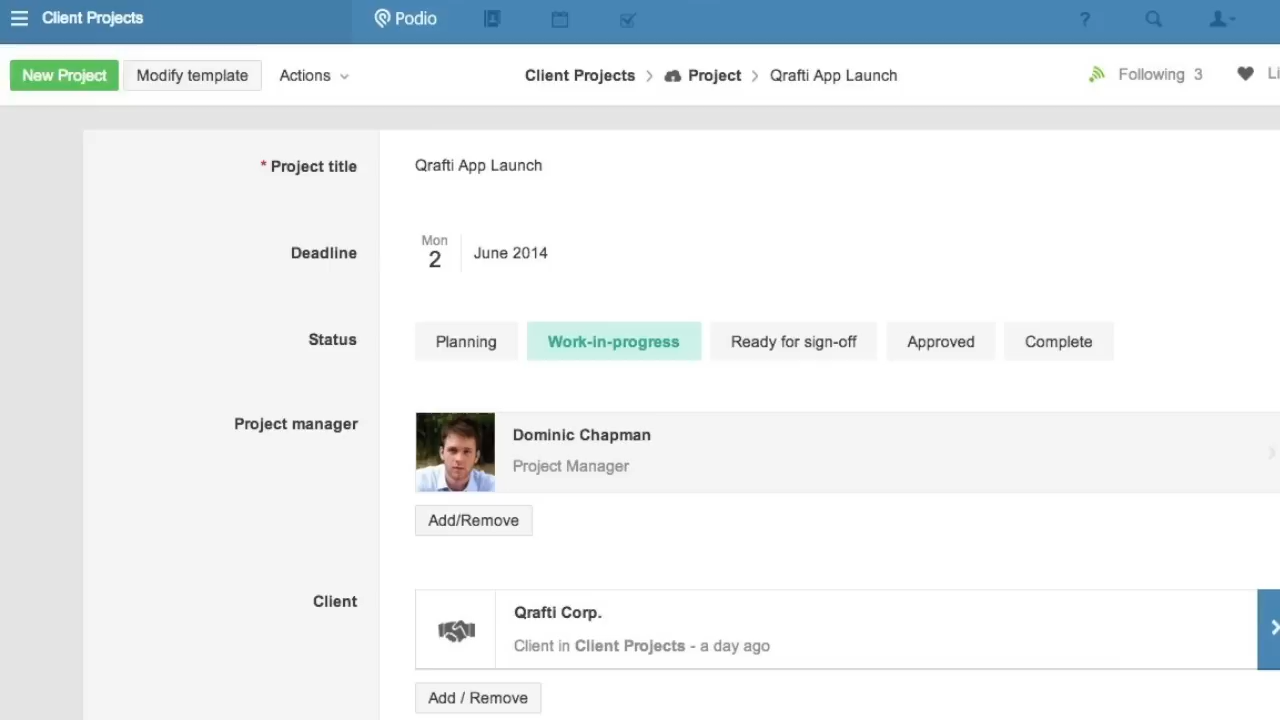 Client Projects
Podio
?
New Project
Modify template
Actions
Client Projects > Project > Qrafti App Launch
Following 3
Li
* Project title
Qrafti App Launch
Deadline
Mon
2
June 2014
Status
Planning
Work-in-progress
Ready for sign-off
Approved
Complete
Project manager
Dominic Chapman
Project Manager
Add/Remove
Client
Qrafti Corp.
Client in Client Projects - a day ago
Add / Remove